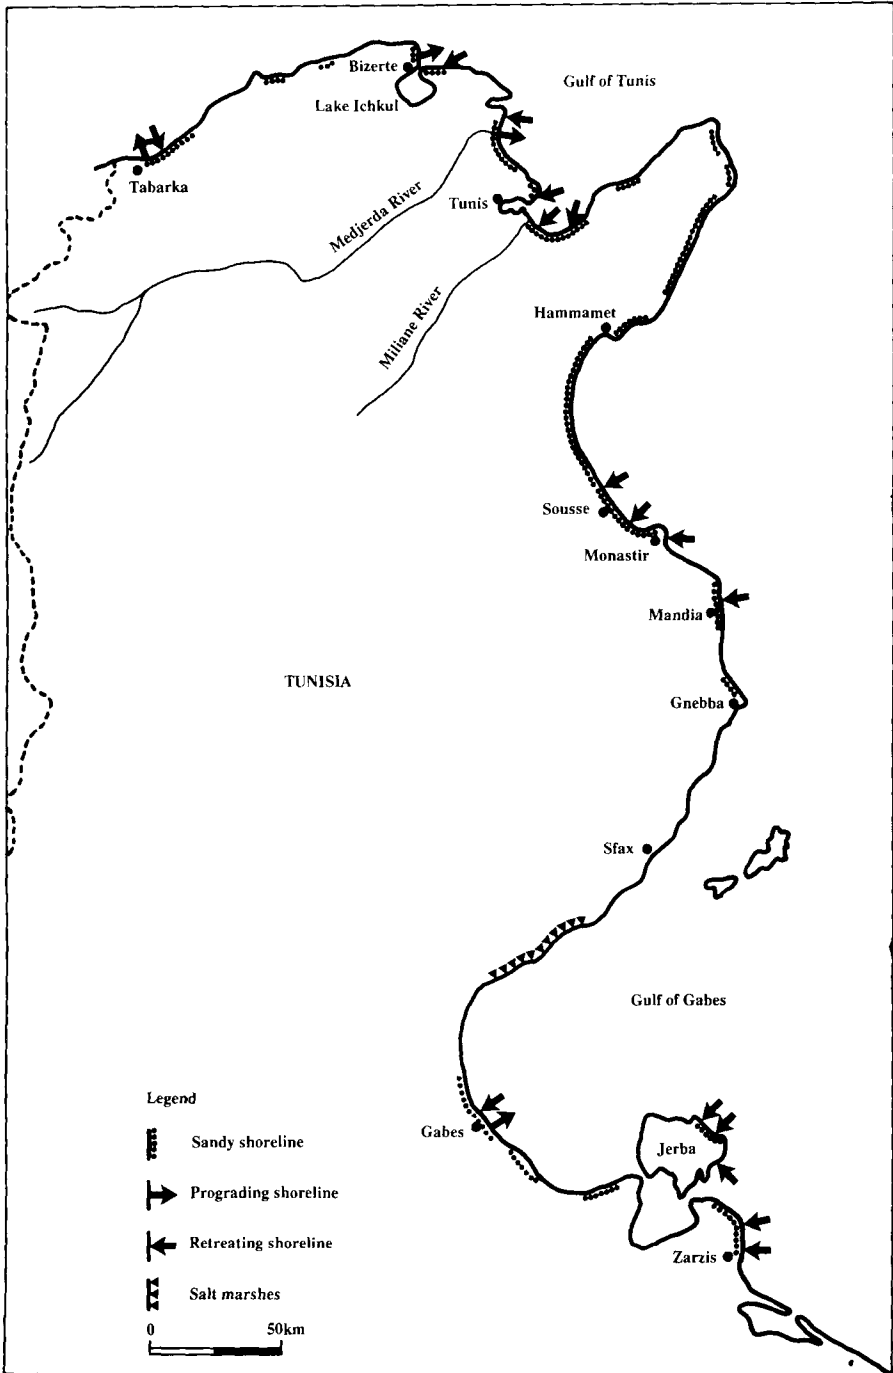 Bizerte
Gulf of Tunis
Lake Ichkul
Tabarka
Tunis
Medjerda River
Miliane River
Hammamet
Sousse
Monastir
Mandia
TUNISIA
Gnebba
Sfax
Gulf of Gabes
Legend
Sandy shoreline
Prograding shoreline
Retreating shoreline
Salt marshes
0 50km
Gabes
Jerba
Zarzis